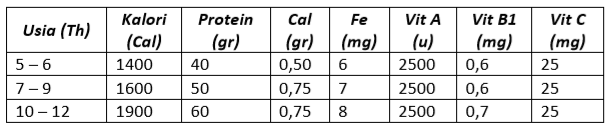 Usia (Th) Kalori (Cal) Protein (gr) Cal (gr) Fe (mg) Vit A (u) Vit B1 (mg) Vit C (mg)
5 – 6 1400 40 0,50 6 2500 0,6 25
7 – 9 1600 50 0,75 7 2500 0,6 25
10 – 12 1900 60 0,75 8 2500 0,7 25